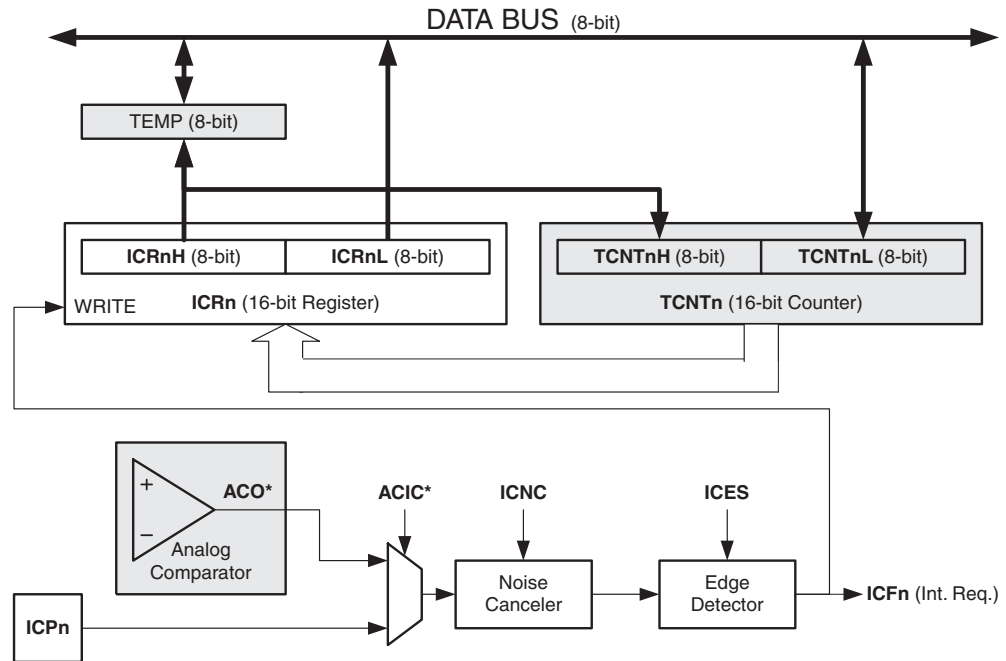 DATA BUS (8-bit)
TEMP (8-bit)
ICRnH (8-bit) ICRnL (8-bit) TCNTnH (8-bit) TCNTnL (8-bit)
WRITE ICRn (16-bit Register) TCNTn (16-bit Counter)
+
−
ACO*
Analog
Comparator
ACIC*
ICNC
ICES
Noise
Canceler
Edge
Detector
ICFn (Int. Req.)
ICPn